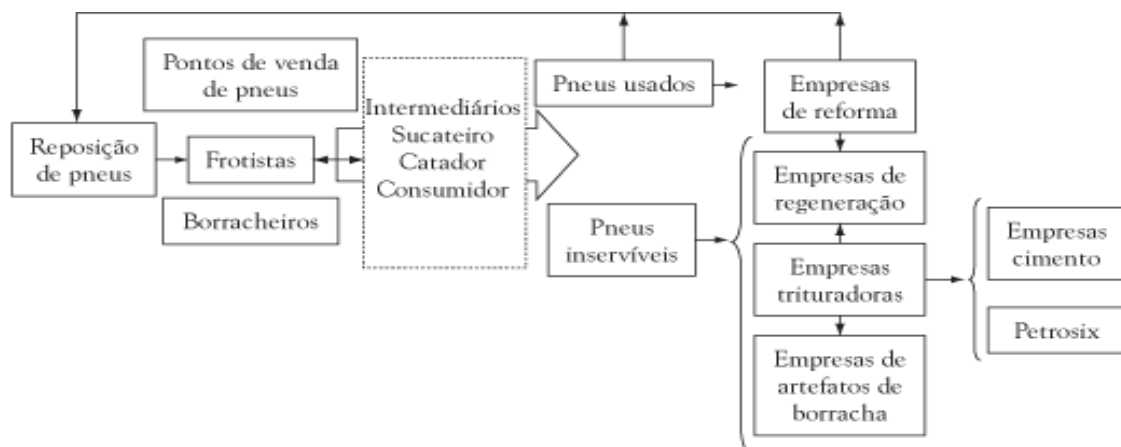 Reposição
de pneus
Pontos de venda
de pneus
Frotistas
Borracheiros
Intermediários
Sucateiro
Catador
Consumidor
Pneus usados
Pneus
inservíveis
Empresas
de reforma
Empresas de
regeneração
Empresas
trituradoras
Empresas de
artefatos de
borracha
Empresas
cimento
Petrosix